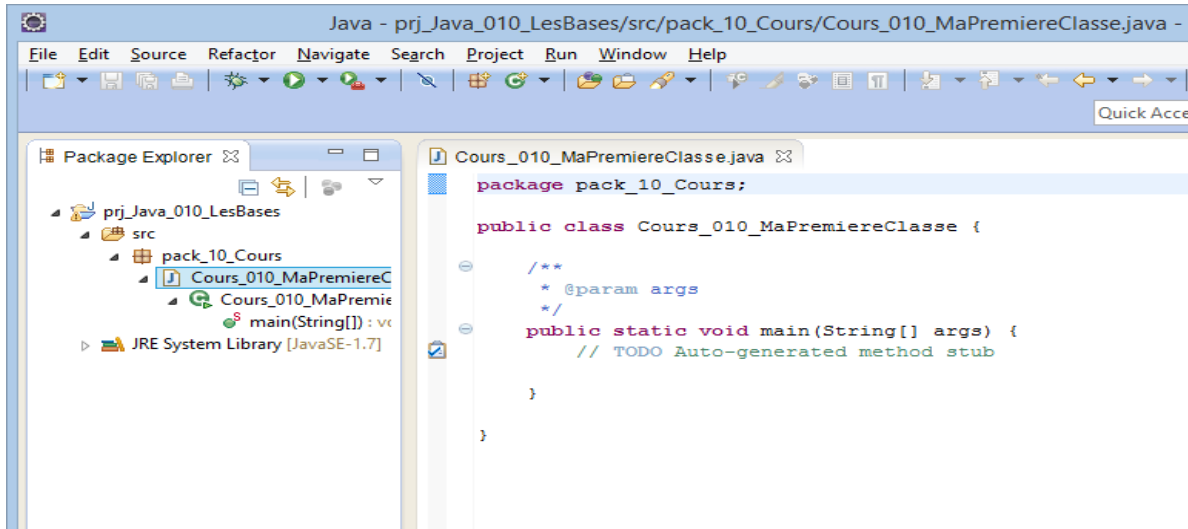 Java - prj_Java_010_LesBases/src/pack_10_Cours/Cours_010_MaPremiereClasse.java -
File Edit Source Refactor Navigate Search Project Run Window Help
Quick Acce
Package Explorer
prj_Java_010_LesBases
src
pack_10_Cours
Cours_010_MaPremiereC
Cours_010_MaPremie
main(String[]) : vo
JRE System Library [JavaSE-1.7]
Cours_010_MaPremiereClasse.java
package pack_10_Cours;
public class Cours_010_MaPremiereClasse {
/**
* @param args
*/
public static void main(String[] args) {
// TODO Auto-generated method stub
}
}